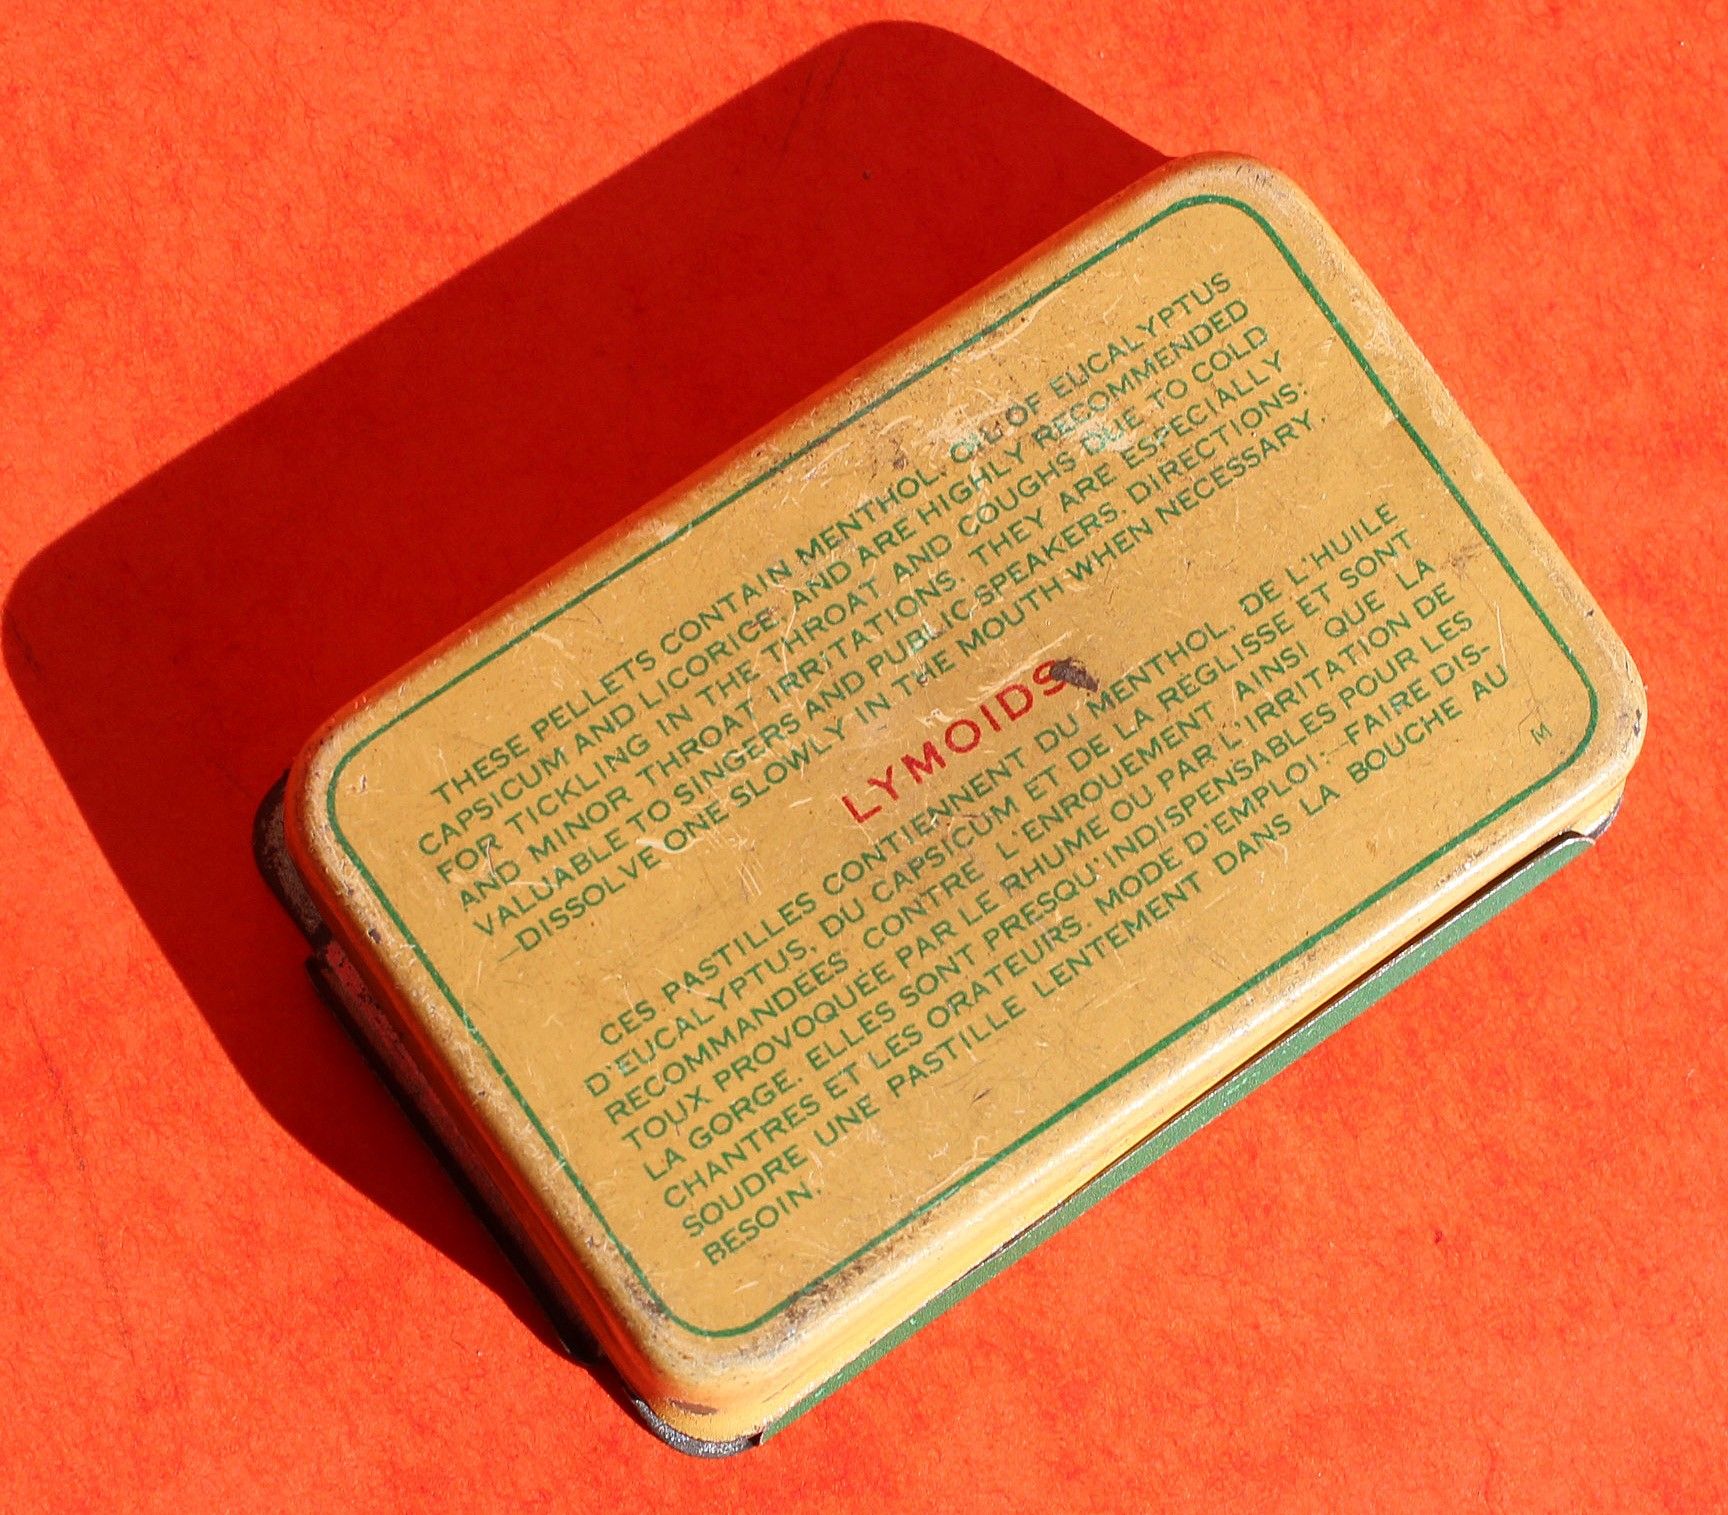 THESE PELLETS CONTAIN MENTHOL, OIL OF EUCALYPTUS
CAPSICUM AND LICORICE, AND ARE HIGHLY RECOMMENDED
FOR TICKLING IN THE THROAT AND COUGHS DUE TO COLD
AND MINOR THROAT IRRITATIONS. THEY ARE ESPECIALLY
VALUABLE TO SINGERS AND PUBLIC SPEAKERS. DIRECTIONS:
—DISSOLVE ONE SLOWLY IN THE MOUTH WHEN NECESSARY.
LYMOIDS
CES PASTILLES CONTIENNENT DU MENTHOL, DE L'HUILE
D'EUCALYPTUS, DU CAPSICUM ET DE LA REGLISSE ET SONT
RECOMMANDEES CONTRE L'ENROUEMENT AINSI QUE LA
TOUX PROVOQUEE PAR LE RHUME OU PAR L'IRRITATION DE
LA GORGE. ELLES SONT PRESQU'INDISPENSABLES POUR LES
CHANTRES ET LES ORATEURS. MODE D'EMPLOI:—FAIRE DIS-
SOUDRE UNE PASTILLE LENTEMENT DANS LA BOUCHE AU
BESOIN.
M